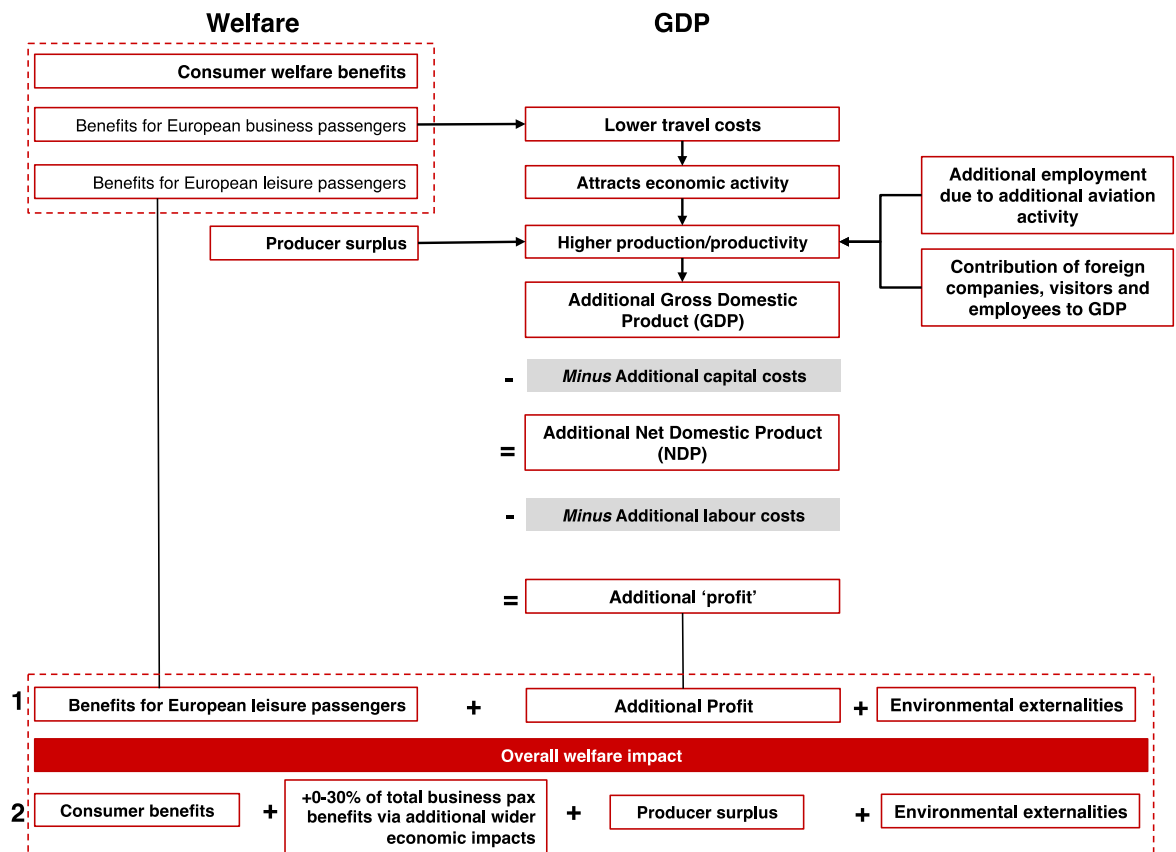 Welfare
GDP
Consumer welfare benefits
Benefits for European business passengers
Lower travel costs
Benefits for European leisure passengers
Attracts economic activity
Additional employment
due to additional aviation
activity
Producer surplus
Higher production/productivity
Contribution of foreign
companies, visitors and
employees to GDP
Additional Gross Domestic
Product (GDP)
- Minus Additional capital costs
= Additional Net Domestic Product
(NDP)
- Minus Additional labour costs
= Additional ‘profit’
1 Benefits for European leisure passengers + Additional Profit + Environmental externalities
Overall welfare impact
2 Consumer benefits + +0-30% of total business pax
benefits via additional wider
economic impacts
+ Producer surplus + Environmental externalities